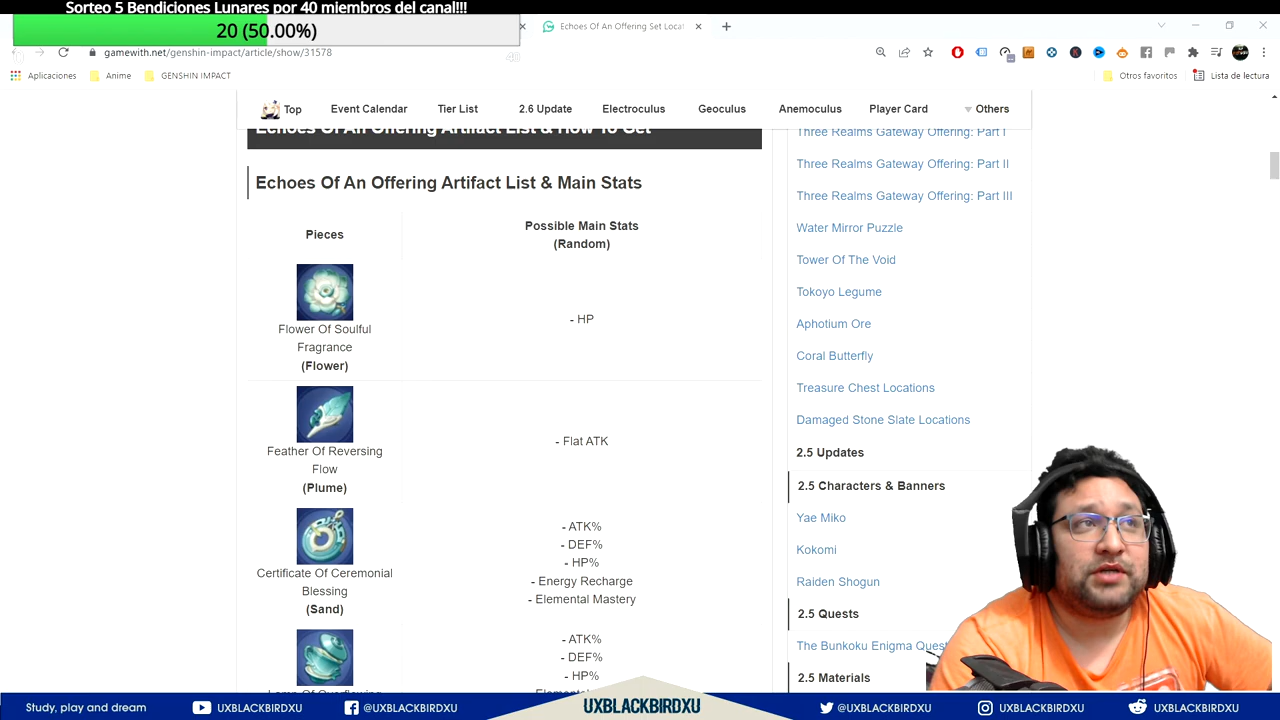 Sorteo 5 Bendiciones Lunares por 40 miembros del canal!!!
20 (50.00%)
0
40
Echoes Of An Offering Set Locat
gamewith.net/genshin-impact/article/show/31578
Aplicaciones
Anime
GENSHIN IMPACT
Otros favoritos
Lista de lectura
Top
Event Calendar
Tier List
2.6 Update
Electroculus
Geoculus
Anemoculus
Player Card
Others
Echoes Of An Offering Artifact List & How To Get
Echoes Of An Offering Artifact List & Main Stats
Pieces
Possible Main Stats
(Random)
Flower Of Soulful
Fragrance
(Flower)
- HP
Feather Of Reversing
Flow
(Plume)
- Flat ATK
Certificate Of Ceremonial
Blessing
(Sand)
- ATK%
- DEF%
- HP%
- Energy Recharge
- Elemental Mastery
- ATK%
- DEF%
- HP%
Three Realms Gateway Offering: Part I
Three Realms Gateway Offering: Part II
Three Realms Gateway Offering: Part III
Water Mirror Puzzle
Tower Of The Void
Tokoyo Legume
Aphotium Ore
Coral Butterfly
Treasure Chest Locations
Damaged Stone Slate Locations
2.5 Updates
2.5 Characters & Banners
Yae Miko
Kokomi
Raiden Shogun
2.5 Quests
The Bunkoku Enigma Quest
2.5 Materials
Study, play and dream
UXBLACKBIRDXU
@UXBLACKBIRDXU
UXBLACKBIRDXU
@UXBLACKBIRDXU
UXBLACKBIRDXU
@UXBLACKBIRDXU